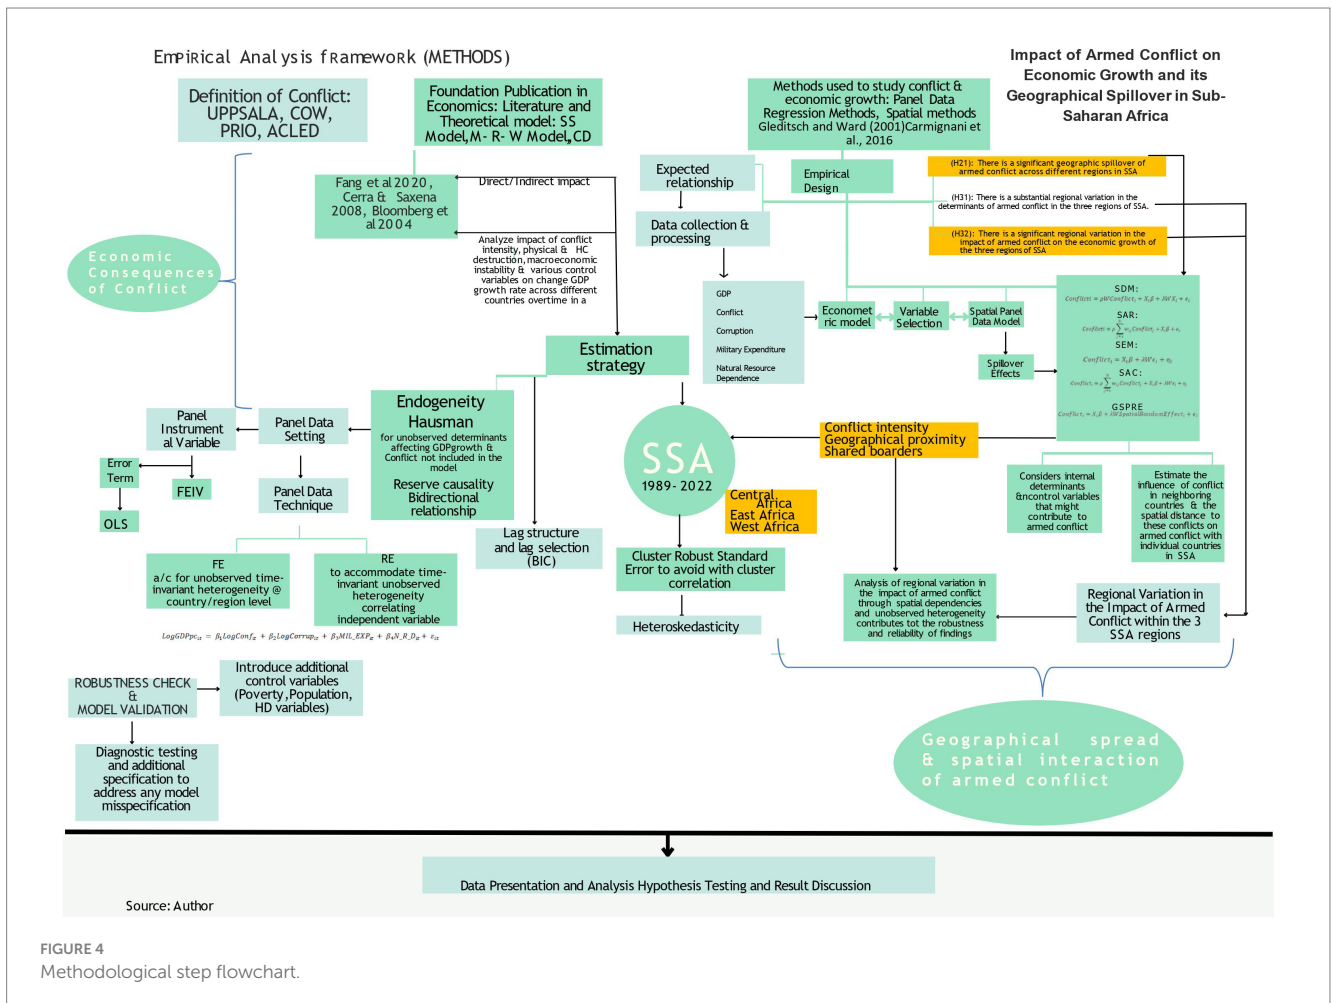 EmPiRical Analysis fRamewoRk (METHODS)
Impact of Armed Conflict on
Economic Growth and its
Geographical Spillover in Sub-
Saharan Africa
Definition of Conflict:
UPPSALA, COW,
PRIO, ACLED
Foundation Publication in
Economics: Literature and
Theoretical model: SS
Model,M- R- W Model,,CD
Methods used to study conflict &
economic growth: Panel Data
Regression Methods, Spatial methods
Gleditsch and Ward (2001)Carmignani et
al., 2016
Fang et al 2020,
Cerra & Saxena
2008, Bloomberg et
al 2004
Direct/Indirect impact
Analyze impact of conflict
intensity, physical & HC
destruction, macroeconomic
instability & various control
variables on change GDP
growth rate across different
countries overtime in a
Expected
relationship
Empirical
Design
(H21): There is a significant geographic spillover of
armed conflict across different regions in SSA
(H31): There is a substantial regional variation in the
determinants of armed conflict in the three regions of SSA.
(H32): There is a significant regional variation in the
impact of armed conflict on the economic growth of
the three regions of SSA
Data collection &
processing
Economic
Consequences
of Conflict
GDP
Conflict
Corruption
Military Expenditure
Natural Resource
Dependence
Economet
ric model
Variable
Selection
Spatial Panel
Data Model
Spillover
Effects
SDM:
SAR:
SEM:
SAC:
GSPRE
Estimation
strategy
Endogeneity
Hausman
for unobserved determinants
affecting GDPgrowth &
Conflict not included in the
model
Reserve causality
Bidirectional
relationship
Panel
Instrument
al Variable
Panel Data
Setting
Error
Term
FEIV
OLS
Panel Data
Technique
SSA
1989- 2022
Conflict intensity
Geographical proximity
Shared boarders
Central
Africa
East Africa
West Africa
Considers internal
determinants
&ncontrol variables
that might
contribute to
armed conflict
Estimate the
influence of conflict
in neighboring
countries & the
spatial distance to
these conflicts on
armed conflict with
individual countries
in SSA
Lag structure
and lag selection
(BIC)
FE
a/c for unobserved time-
invariant heterogeneity @
country/region level
RE
to accommodate time-
invariant unobserved
heterogeneity
correlating
independent variable
Cluster Robust Standard
Error to avoid with cluster
correlation
Heteroskedasticity
Analysis of regional variation in
the impact of armed conflict
through spatial dependencies
and unobserved heterogeneity
contributes tot the robustness
and reliability of findings
Regional Variation in
the Impact of Armed
Conflict within the 3
SSA regions
LogGDPpc_it = β₁LagConf_it + β₂LogCorrup_it + β₃MIL_EXP_it + β₄N_R_D_it + ε_it
ROBUSTNESS CHECK
&
MODEL VALIDATION
Introduce additional
control variables
(Poverty,Population,
HD variables)
Diagnostic testing
and additional
specification to
address any model
misspecification
Geographical spread
& spatial interaction
of armed conflict
Data Presentation and Analysis Hypothesis Testing and Result Discussion
Source: Author
FIGURE 4
Methodological step flowchart.